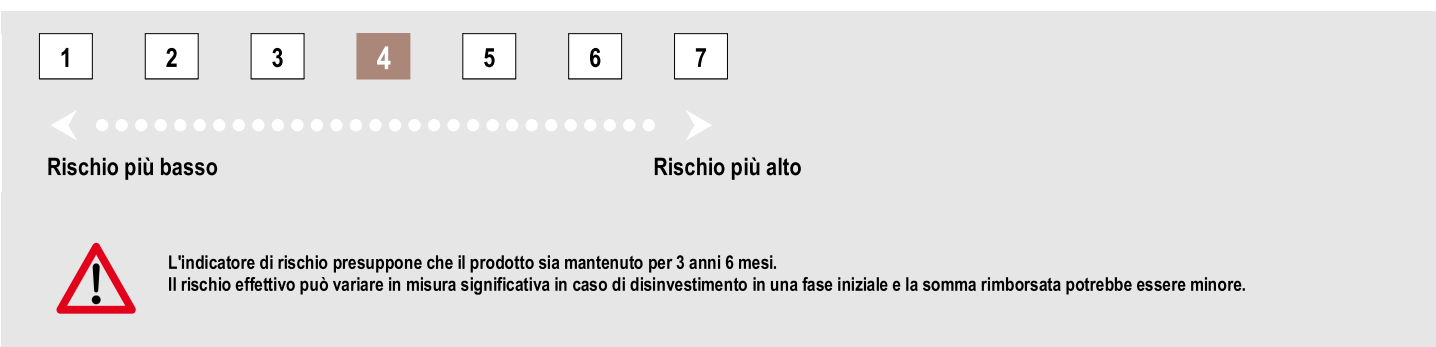 1 2 3 4 5 6 7
Rischio più basso Rischio più alto
L'indicatore di rischio presuppone che il prodotto sia mantenuto per 3 anni 6 mesi.
Il rischio effettivo può variare in misura significativa in caso di disinvestimento in una fase iniziale e la somma rimborsata potrebbe essere minore.